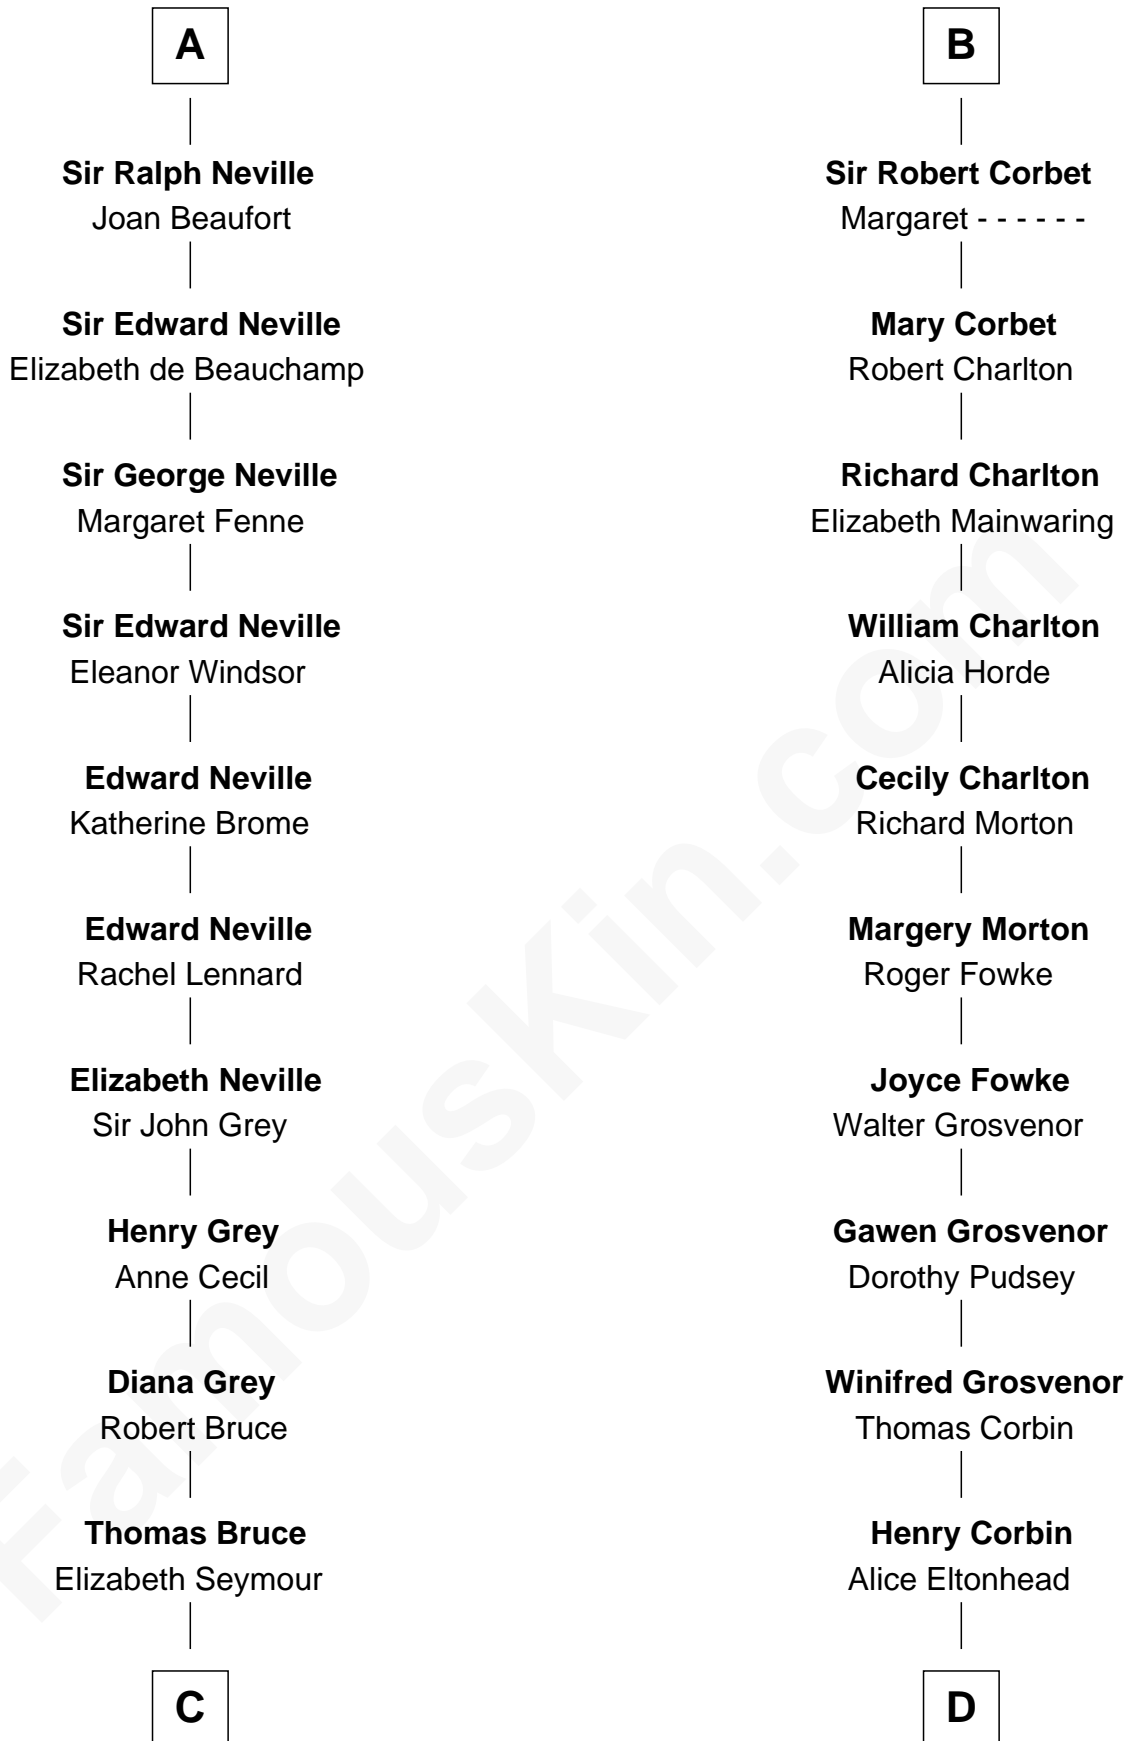 A
Sir Ralph Neville
Joan Beaufort
Sir Edward Neville
Elizabeth de Beauchamp
Sir George Neville
Margaret Fenne
Sir Edward Neville
Eleanor Windsor
Edward Neville
Katherine Brome
Edward Neville
Rachel Lennard
Elizabeth Neville
Sir John Grey
Henry Grey
Anne Cecil
Diana Grey
Robert Bruce
Thomas Bruce
Elizabeth Seymour
C
B
Sir Robert Corbet
Margaret - - - - - -
Mary Corbet
Robert Charlton
Richard Charlton
Elizabeth Mainwaring
William Charlton
Alicia Horde
Cecily Charlton
Richard Morton
Margery Morton
Roger Fowke
Joyce Fowke
Walter Grosvenor
Gawen Grosvenor
Dorothy Pudsey
Winifred Grosvenor
Thomas Corbin
Henry Corbin
Alice Eltonhead
D
FamousKin.com